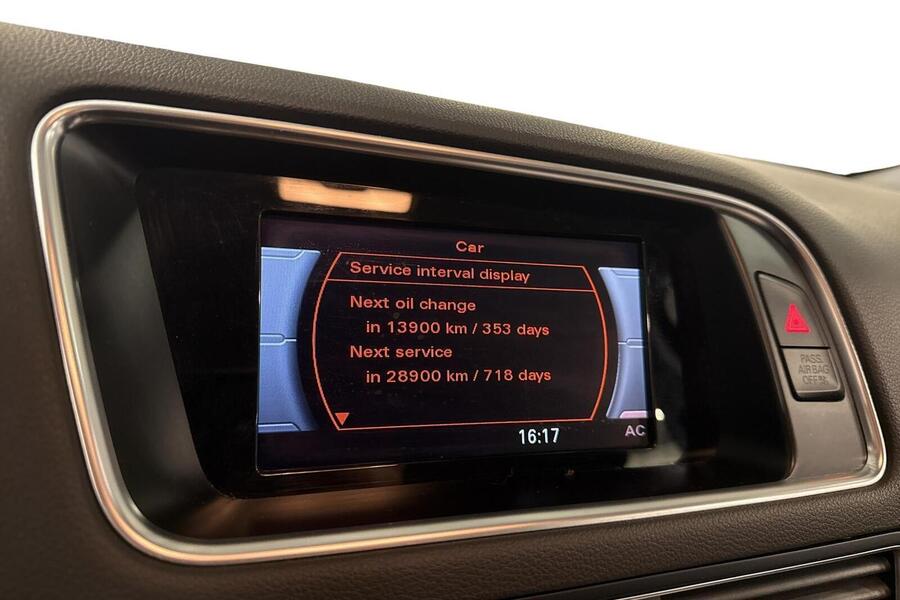 Car
Service interval display
Next oil change
in 13900 km / 353 days
Next service
in 28900 km / 718 days
16:17
AC
PASS.
AIR BAG
OFF